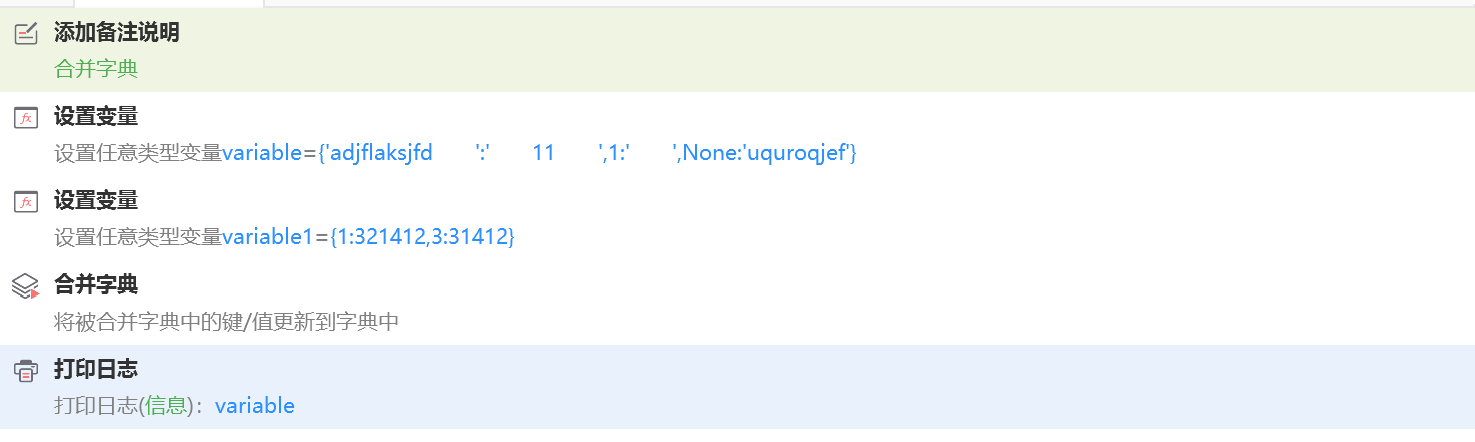 添加备注说明
合并字典
设置变量
设置任意类型变量variable={'adjflaksjfd       ':'       11       ',1:'       ',None:'uquroqjef'}
设置变量
设置任意类型变量variable1={1:321412,3:31412}
合并字典
将被合并字典中的键/值更新到字典中
打印日志
打印日志(信息)：variable